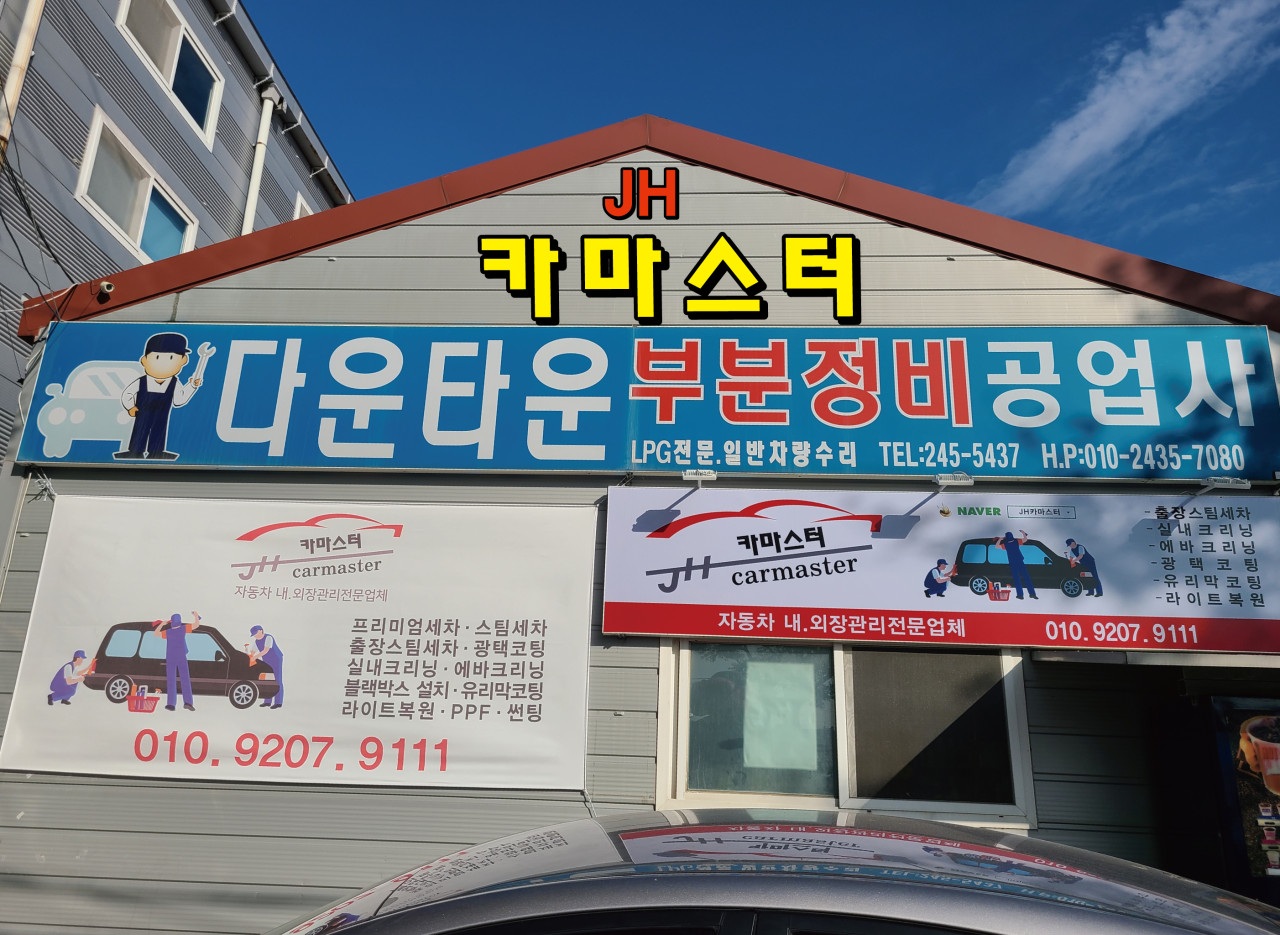 JH
카마스터
다운타운부분정비공업사
LPG전문.일반차량수리 TEL:245-5437 H.P:010-2435-7080
카마스터
JH carmaster
자동차 내.외장관리전문업체
프리미엄세차·스팀세차
출장스팀세차·광택코팅
실내크리닝·에바크리닝
블랙박스 설치·유리막코팅
라이트복원·PPF·썬팅
010.9207.9111
카마스터
JH carmaster
NAVER JH카마스터
-출장스팀세차
-실내크리닝
-에바크리닝
-광택코팅
-유리막코팅
-라이트복원
자동차 내.외장관리전문업체 010.9207.9111